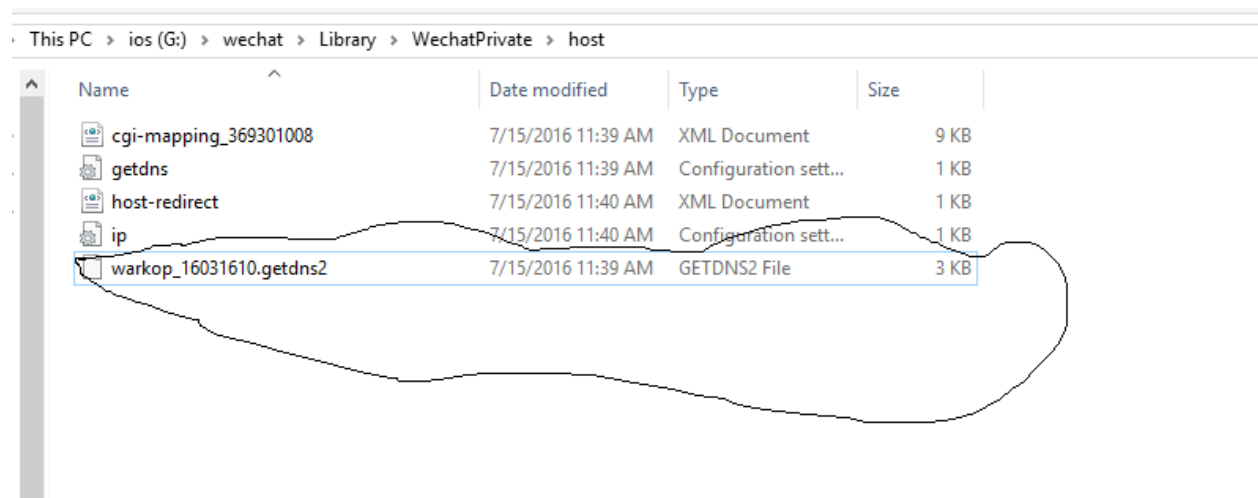 This PC > ios (G:) > wechat > Library > WechatPrivate > host
Name Date modified Type Size
cgi-mapping_369301008 7/15/2016 11:39 AM XML Document 9 KB
getdns 7/15/2016 11:39 AM Configuration sett... 1 KB
host-redirect 7/15/2016 11:40 AM XML Document 1 KB
ip 7/15/2016 11:40 AM Configuration sett... 1 KB
warkop_16031610.getdns2 7/15/2016 11:39 AM GETDNS2 File 3 KB